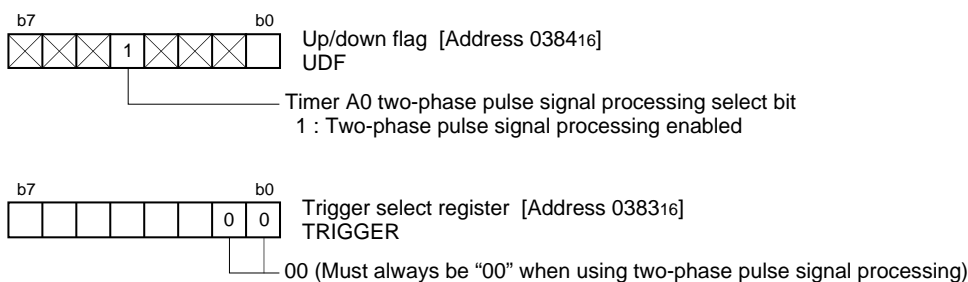 b7 b0
1
Up/down flag [Address 038416]
UDF
Timer A0 two-phase pulse signal processing select bit
1 : Two-phase pulse signal processing enabled
b7 b0
0 0
Trigger select register [Address 038316]
TRIGGER
00 (Must always be “00” when using two-phase pulse signal processing)